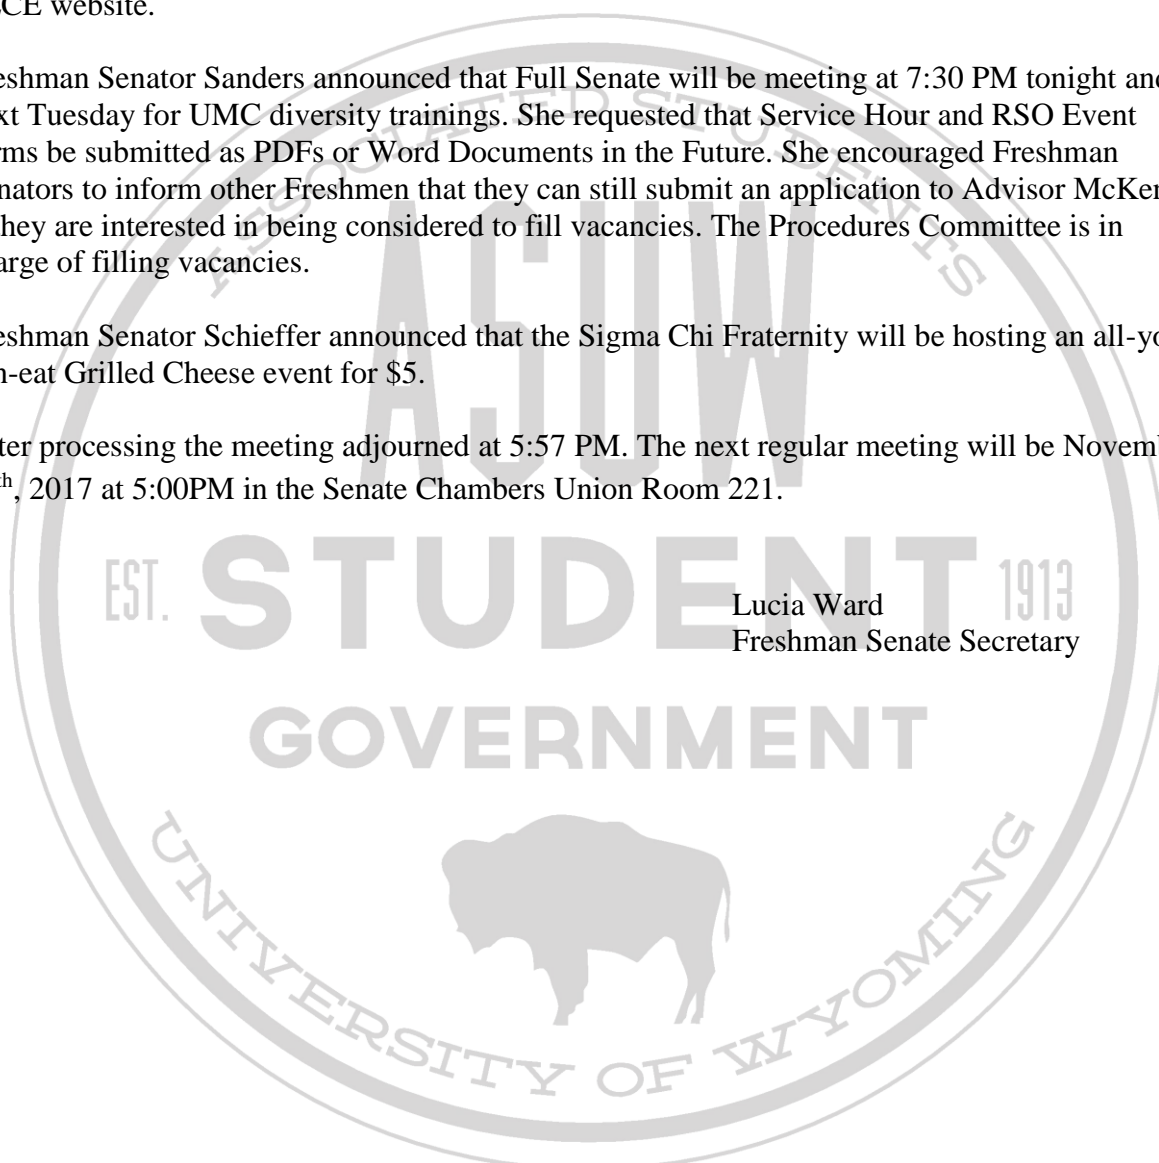 CE website.
eshman Senator Sanders announced that Full Senate will be meeting at 7:30 PM tonight and
xt Tuesday for UMC diversity trainings. She requested that Service Hour and RSO Event
rms be submitted as PDFs or Word Documents in the Future. She encouraged Freshman
nators to inform other Freshmen that they can still submit an application to Advisor McKen
hey are interested in being considered to fill vacancies. The Procedures Committee is in
arge of filling vacancies.
eshman Senator Schieffer announced that the Sigma Chi Fraternity will be hosting an all-yo
n-eat Grilled Cheese event for $5.
ter processing the meeting adjourned at 5:57 PM. The next regular meeting will be Novemb
th, 2017 at 5:00PM in the Senate Chambers Union Room 221.
Lucia Ward
Freshman Senate Secretary
ASSOCIATED STUDENTS
ASUW
EST. STUDENT 1913
GOVERNMENT
UNIVERSITY OF WYOMING